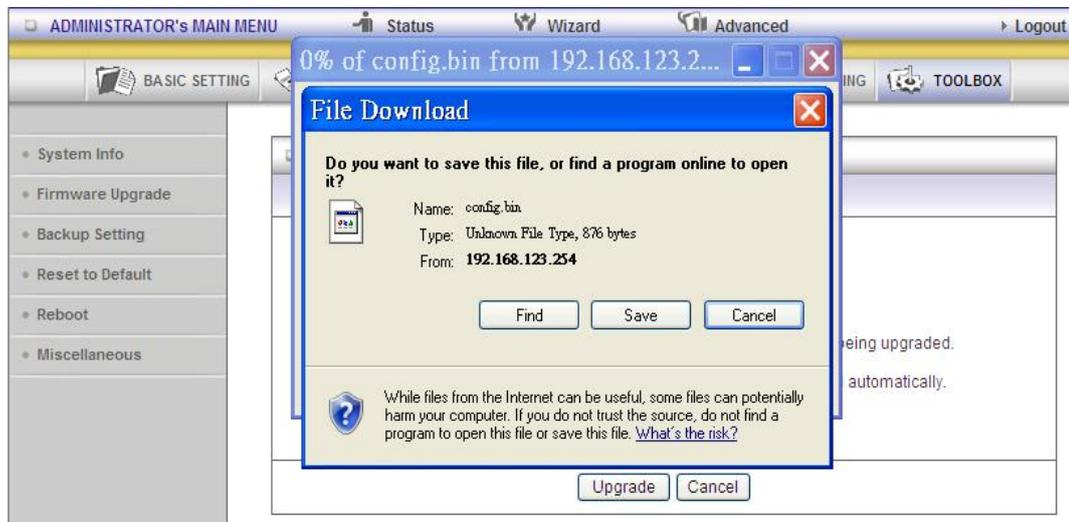 ADMINISTRATOR's MAIN MENU
Status
Wizard
Advanced
Logout
BASIC SETTING
ING
TOOLBOX
System Info
Firmware Upgrade
Backup Setting
Reset to Default
Reboot
Miscellaneous
0% of config.bin from 192.168.123.2...
File Download
Do you want to save this file, or find a program online to open
it?
Name: config.bin
Type: Unknown File Type, 876 bytes
From: 192.168.123.254
Find
Save
Cancel
While files from the Internet can be useful, some files can potentially
harm your computer. If you do not trust the source, do not find a
program to open this file or save this file. What's the risk?
eing upgraded.
automatically.
Upgrade
Cancel